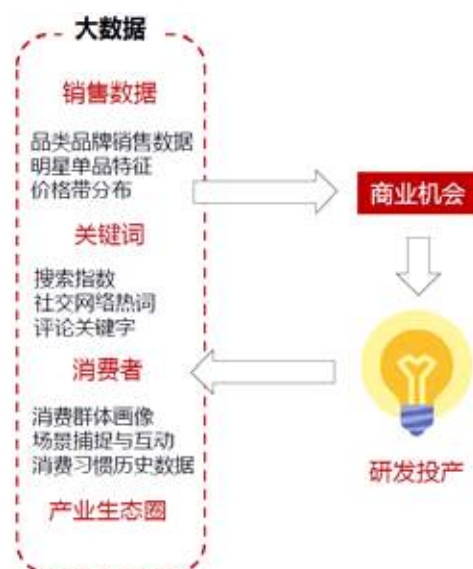 大数据
销售数据
品类品牌销售数据
明星单品特征
价格带分布
关键词
搜索指数
社交网络热词
评论关键字
消费者
消费群体画像
场景捕捉与互动
消费习惯历史数据
产业生态圈
商业机会
研发投产